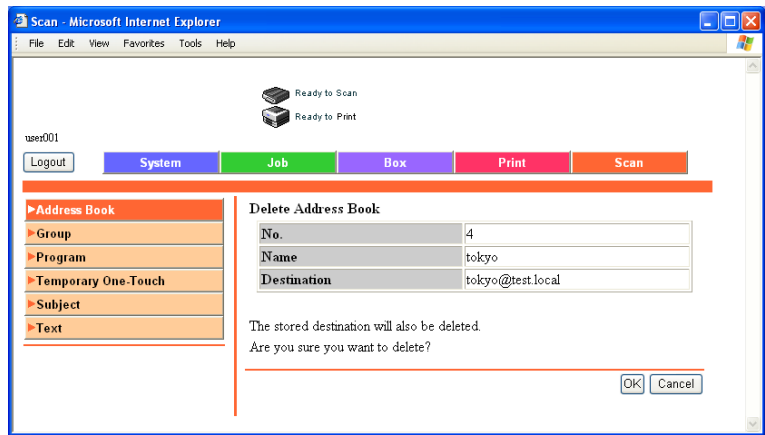 Scan - Microsoft Internet Explorer
File Edit View Favorites Tools Help
Ready to Scan
Ready to Print
user001
Logout System Job Box Print Scan
Address Book
Group
Program
Temporary One-Touch
Subject
Text
Delete Address Book
No. 4
Name tokyo
Destination tokyo@test.local
The stored destination will also be deleted.
Are you sure you want to delete?
OK Cancel